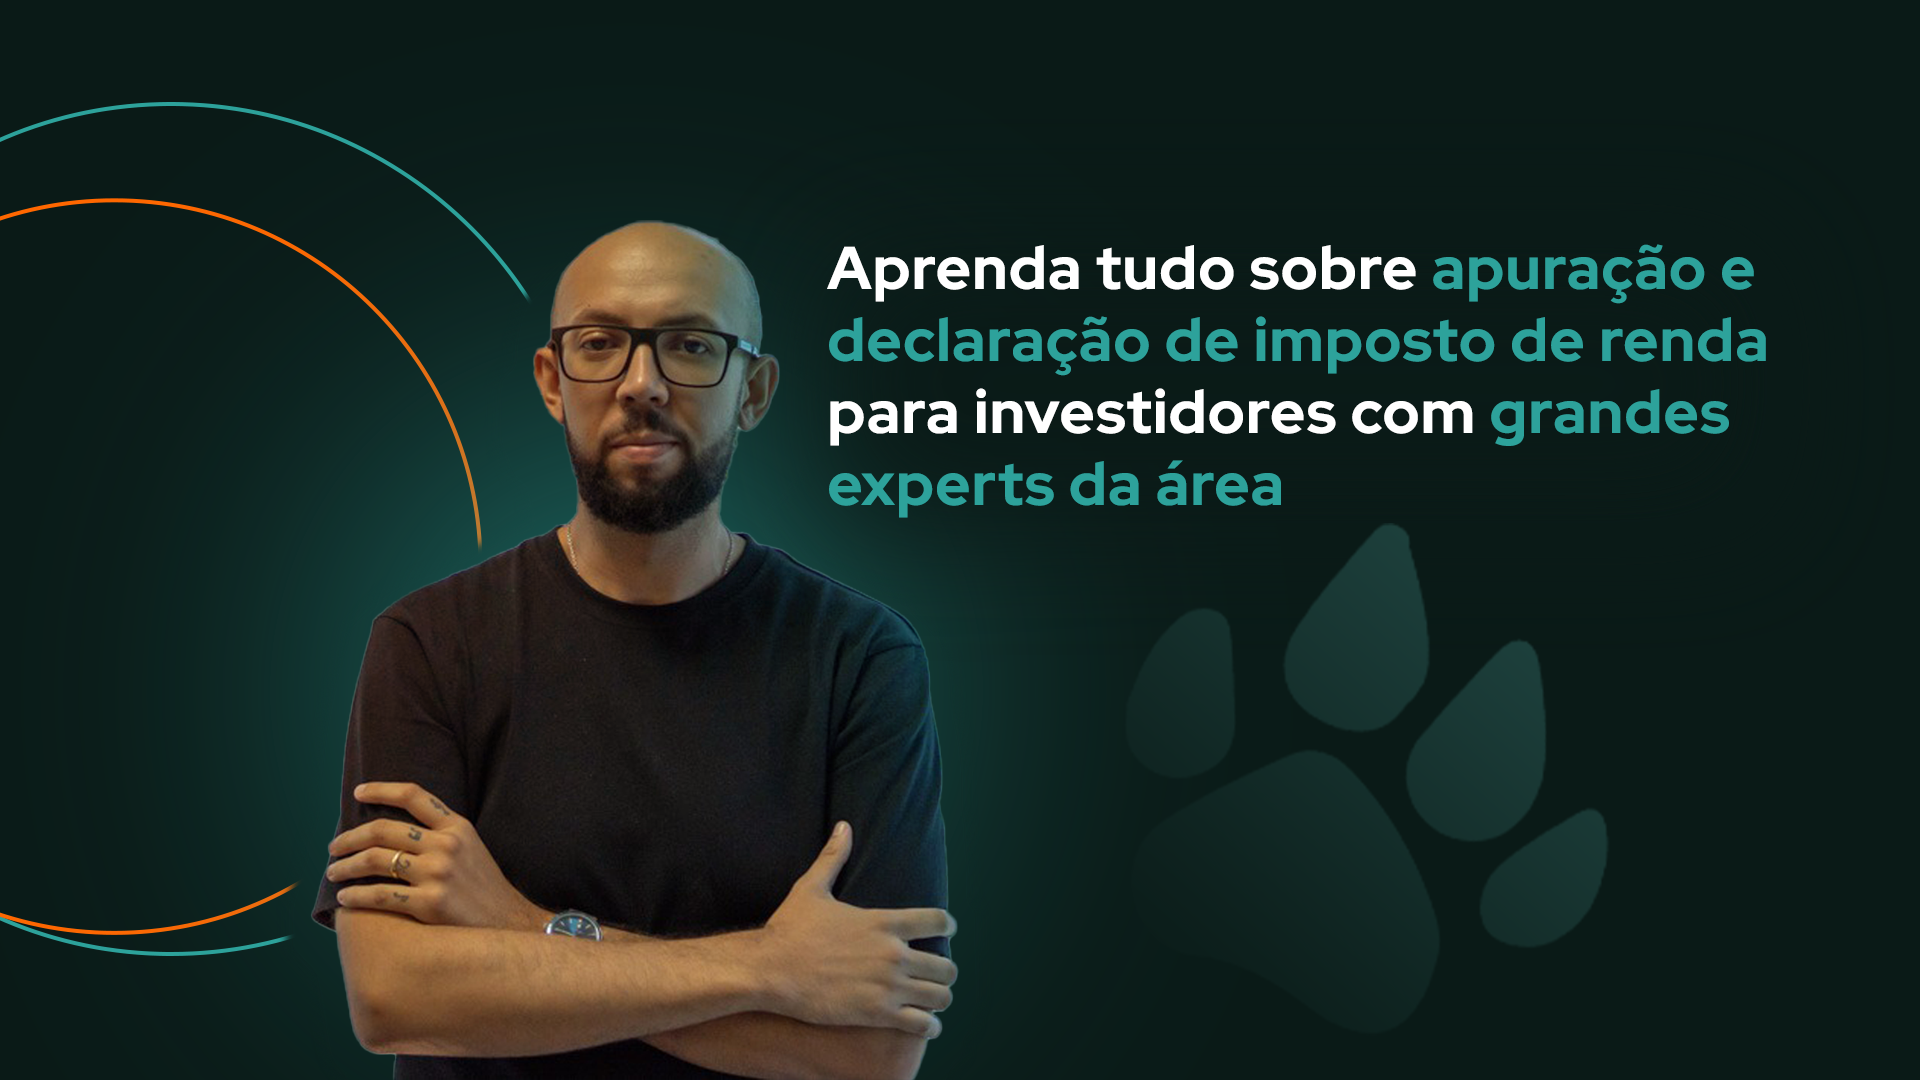 Aprenda tudo sobre apuração e
declaração de imposto de renda
para investidores com grandes
experts da área